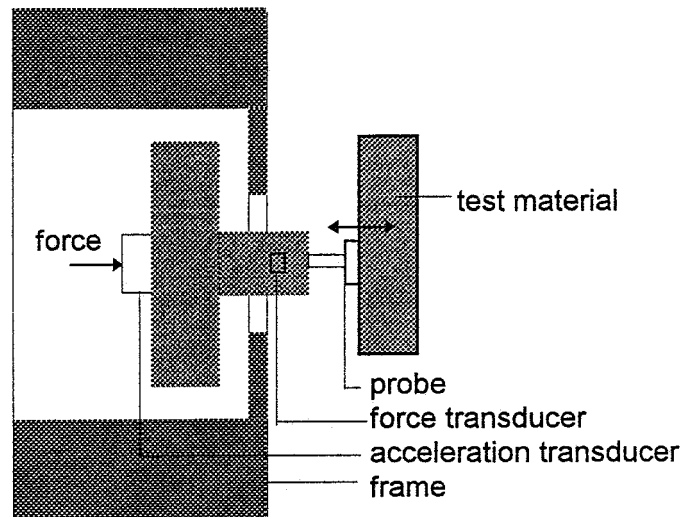 test material
force
probe
force transducer
acceleration transducer
frame